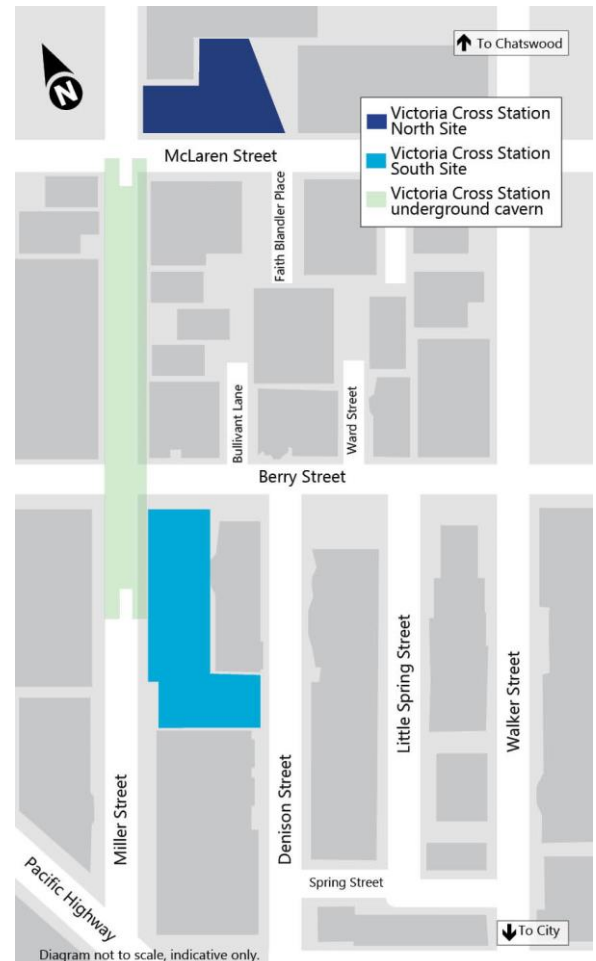 To Chatswood
N
Victoria Cross Station
North Site
Victoria Cross Station
South Site
Victoria Cross Station
underground cavern
McLaren Street
Faith Blandler Place
Bullivant Lane
Ward Street
Berry Street
Miller Street
Denison Street
Little Spring Street
Walker Street
Pacific Highway
Spring Street
To City
Diagram not to scale, indicative only.